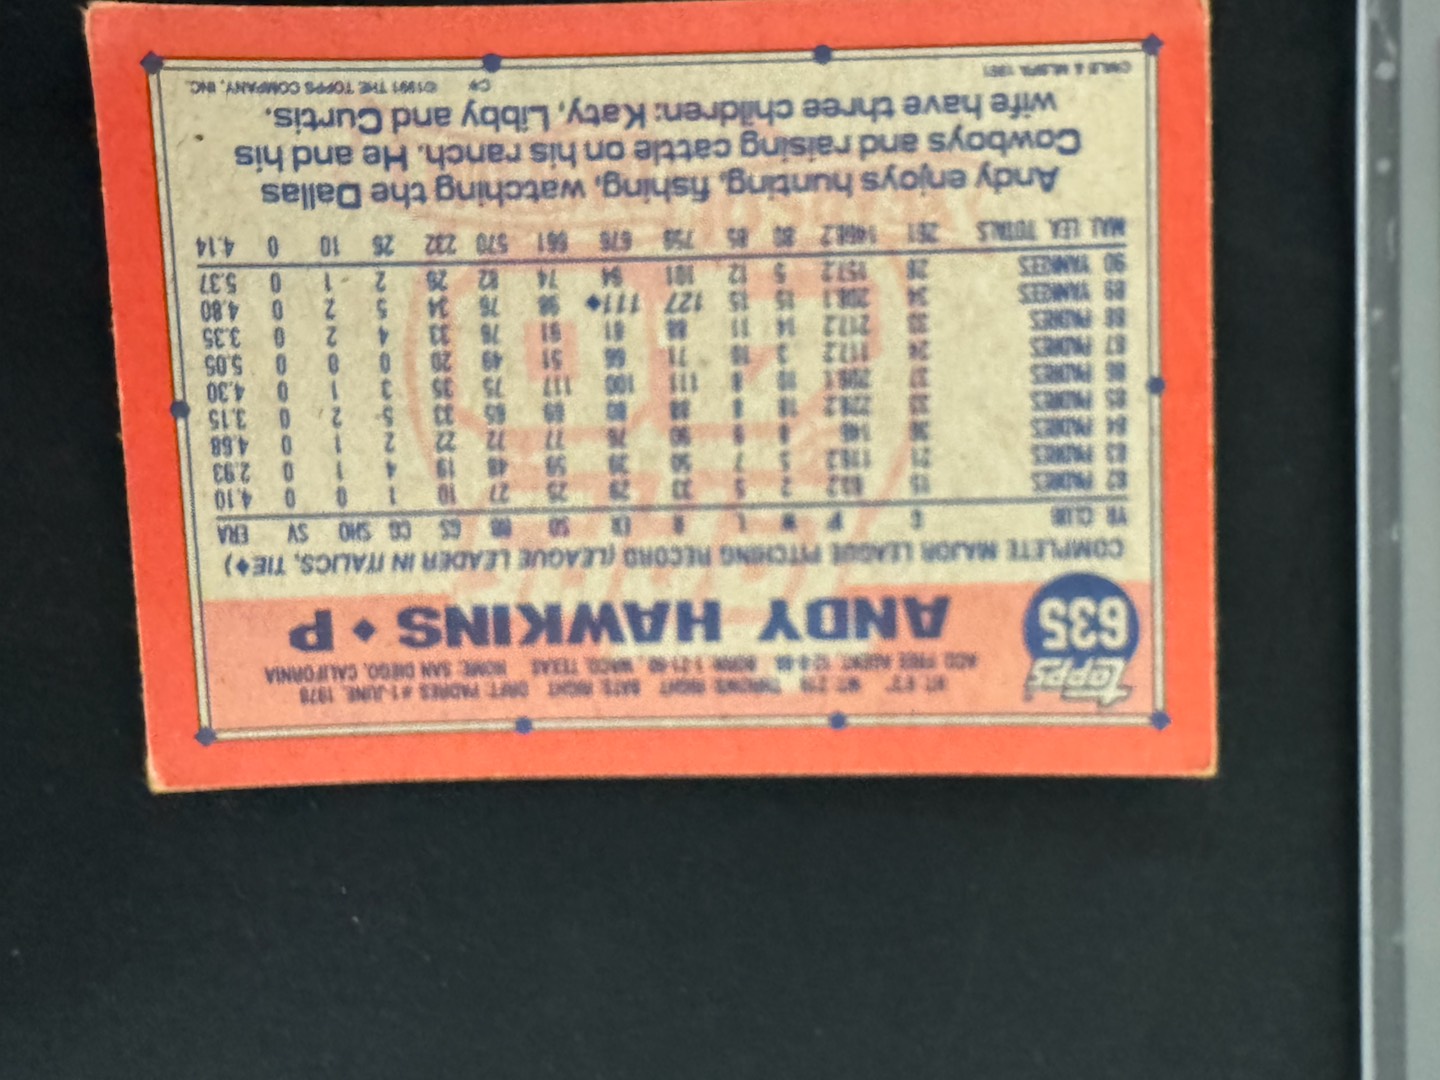 topps
635
HT. 6'3" WT. 219 THROWS: RIGHT BATS: RIGHT DRFT: PADRES #1-JUNE, 1978
ACQ: FREE AGENT, 12-8-88 BORN: 1-21-60, WACO, TEXAS HOME: SAN DIEGO, CALIFORNIA
ANDY HAWKINS ♦ P
COMPLETE MAJOR LEAGUE PITCHING RECORD (LEAGUE LEADER IN ITALICS, TIE♦)
YR CLUB G IP W L R ER SO BB GS CG SHO SV ERA
82 PADRES 15 63.2 2 5 33 29 25 27 10 1 0 0 4.10
83 PADRES 21 119.2 5 7 50 39 59 48 19 4 1 0 2.93
84 PADRES 36 146 8 9 90 76 77 72 22 2 1 0 4.68
85 PADRES 33 228.2 18 8 88 80 69 65 33 5 2 0 3.15
86 PADRES 37 209.1 10 8 111 100 117 75 35 3 1 0 4.30
87 PADRES 24 117.2 3 10 71 66 51 49 20 0 0 0 5.05
88 PADRES 33 217.2 14 11 88 81 91 76 33 4 2 0 3.35
89 YANKEES 34 208.1 15 15 127 111♦ 98 76 34 5 2 0 4.80
90 YANKEES 28 157.2 5 12 101 94 74 82 26 2 1 0 5.37
MAJ. LEA. TOTALS 261 1468.2 80 85 759 676 661 570 232 26 10 0 4.14
Andy enjoys hunting, fishing, watching the Dallas
Cowboys and raising cattle on his ranch. He and his
wife have three children: Katy, Libby and Curtis.
©MLB & MLBPA 1991 C* ©1991 THE TOPPS COMPANY, INC.